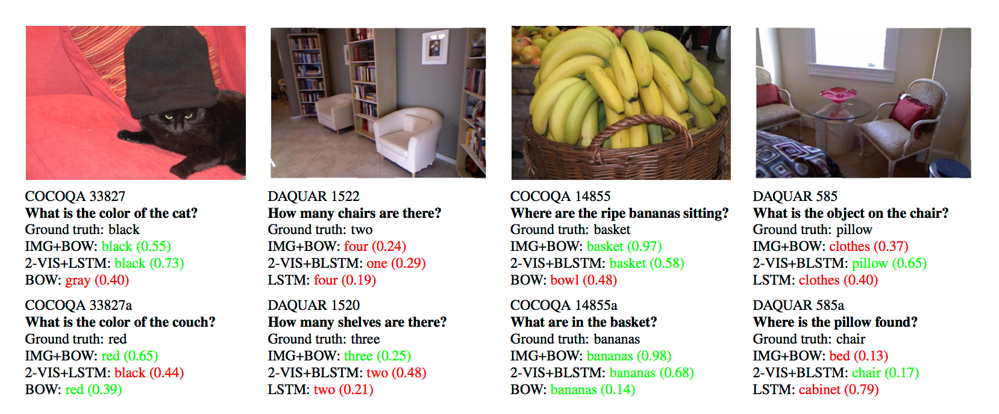 COCOQA 33827
What is the color of the cat?
Ground truth: black
IMG+BOW: black (0.55)
2-VIS+LSTM: black (0.73)
BOW: gray (0.40)
COCOQA 33827a
What is the color of the couch?
Ground truth: red
IMG+BOW: red (0.65)
2-VIS+LSTM: black (0.44)
BOW: red (0.39)
DAQUAR 1522
How many chairs are there?
Ground truth: two
IMG+BOW: four (0.24)
2-VIS+BLSTM: one (0.29)
LSTM: four (0.19)
DAQUAR 1520
How many shelves are there?
Ground truth: three
IMG+BOW: three (0.25)
2-VIS+BLSTM: two (0.48)
LSTM: two (0.21)
COCOQA 14855
Where are the ripe bananas sitting?
Ground truth: basket
IMG+BOW: basket (0.97)
2-VIS+BLSTM: basket (0.58)
BOW: bowl (0.48)
COCOQA 14855a
What are in the basket?
Ground truth: bananas
IMG+BOW: bananas (0.98)
2-VIS+BLSTM: bananas (0.68)
BOW: bananas (0.14)
DAQUAR 585
What is the object on the chair?
Ground truth: pillow
IMG+BOW: clothes (0.37)
2-VIS+BLSTM: pillow (0.65)
LSTM: clothes (0.40)
DAQUAR 585a
Where is the pillow found?
Ground truth: chair
IMG+BOW: bed (0.13)
2-VIS+BLSTM: chair (0.17)
LSTM: cabinet (0.79)